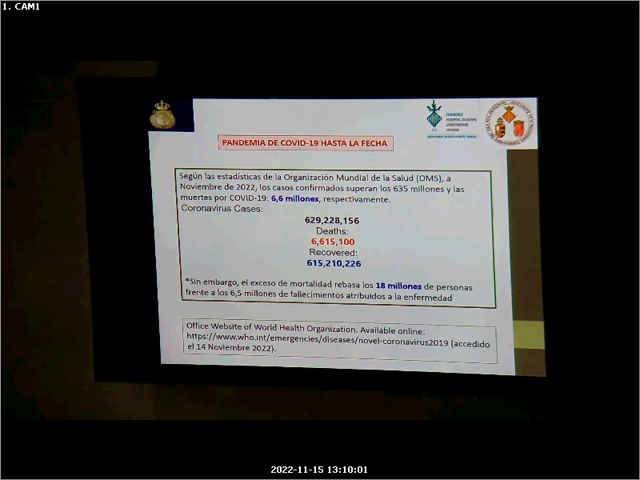 1. CAM1
PANDEMIA DE COVID-19 HASTA LA FECHA
Según las estadísticas de la Organización Mundial de la Salud (OMS), a
Noviembre de 2022, los casos confirmados superan los 635 millones y las
muertes por COVID-19: 6,6 millones, respectivamente.
Coronavirus Cases:
629,228,156
Deaths:
6,615,100
Recovered:
615,210,226
*Sin embargo, el exceso de mortalidad rebasa los 18 millones de personas
frente a los 6,5 millones de fallecimientos atribuidos a la enfermedad
Office Website of World Health Organization. Available online:
https://www.who.int/emergencies/diseases/novel-coronavirus2019 (accedido
el 14 Noviembre 2022).
2022-11-15 13:10:01